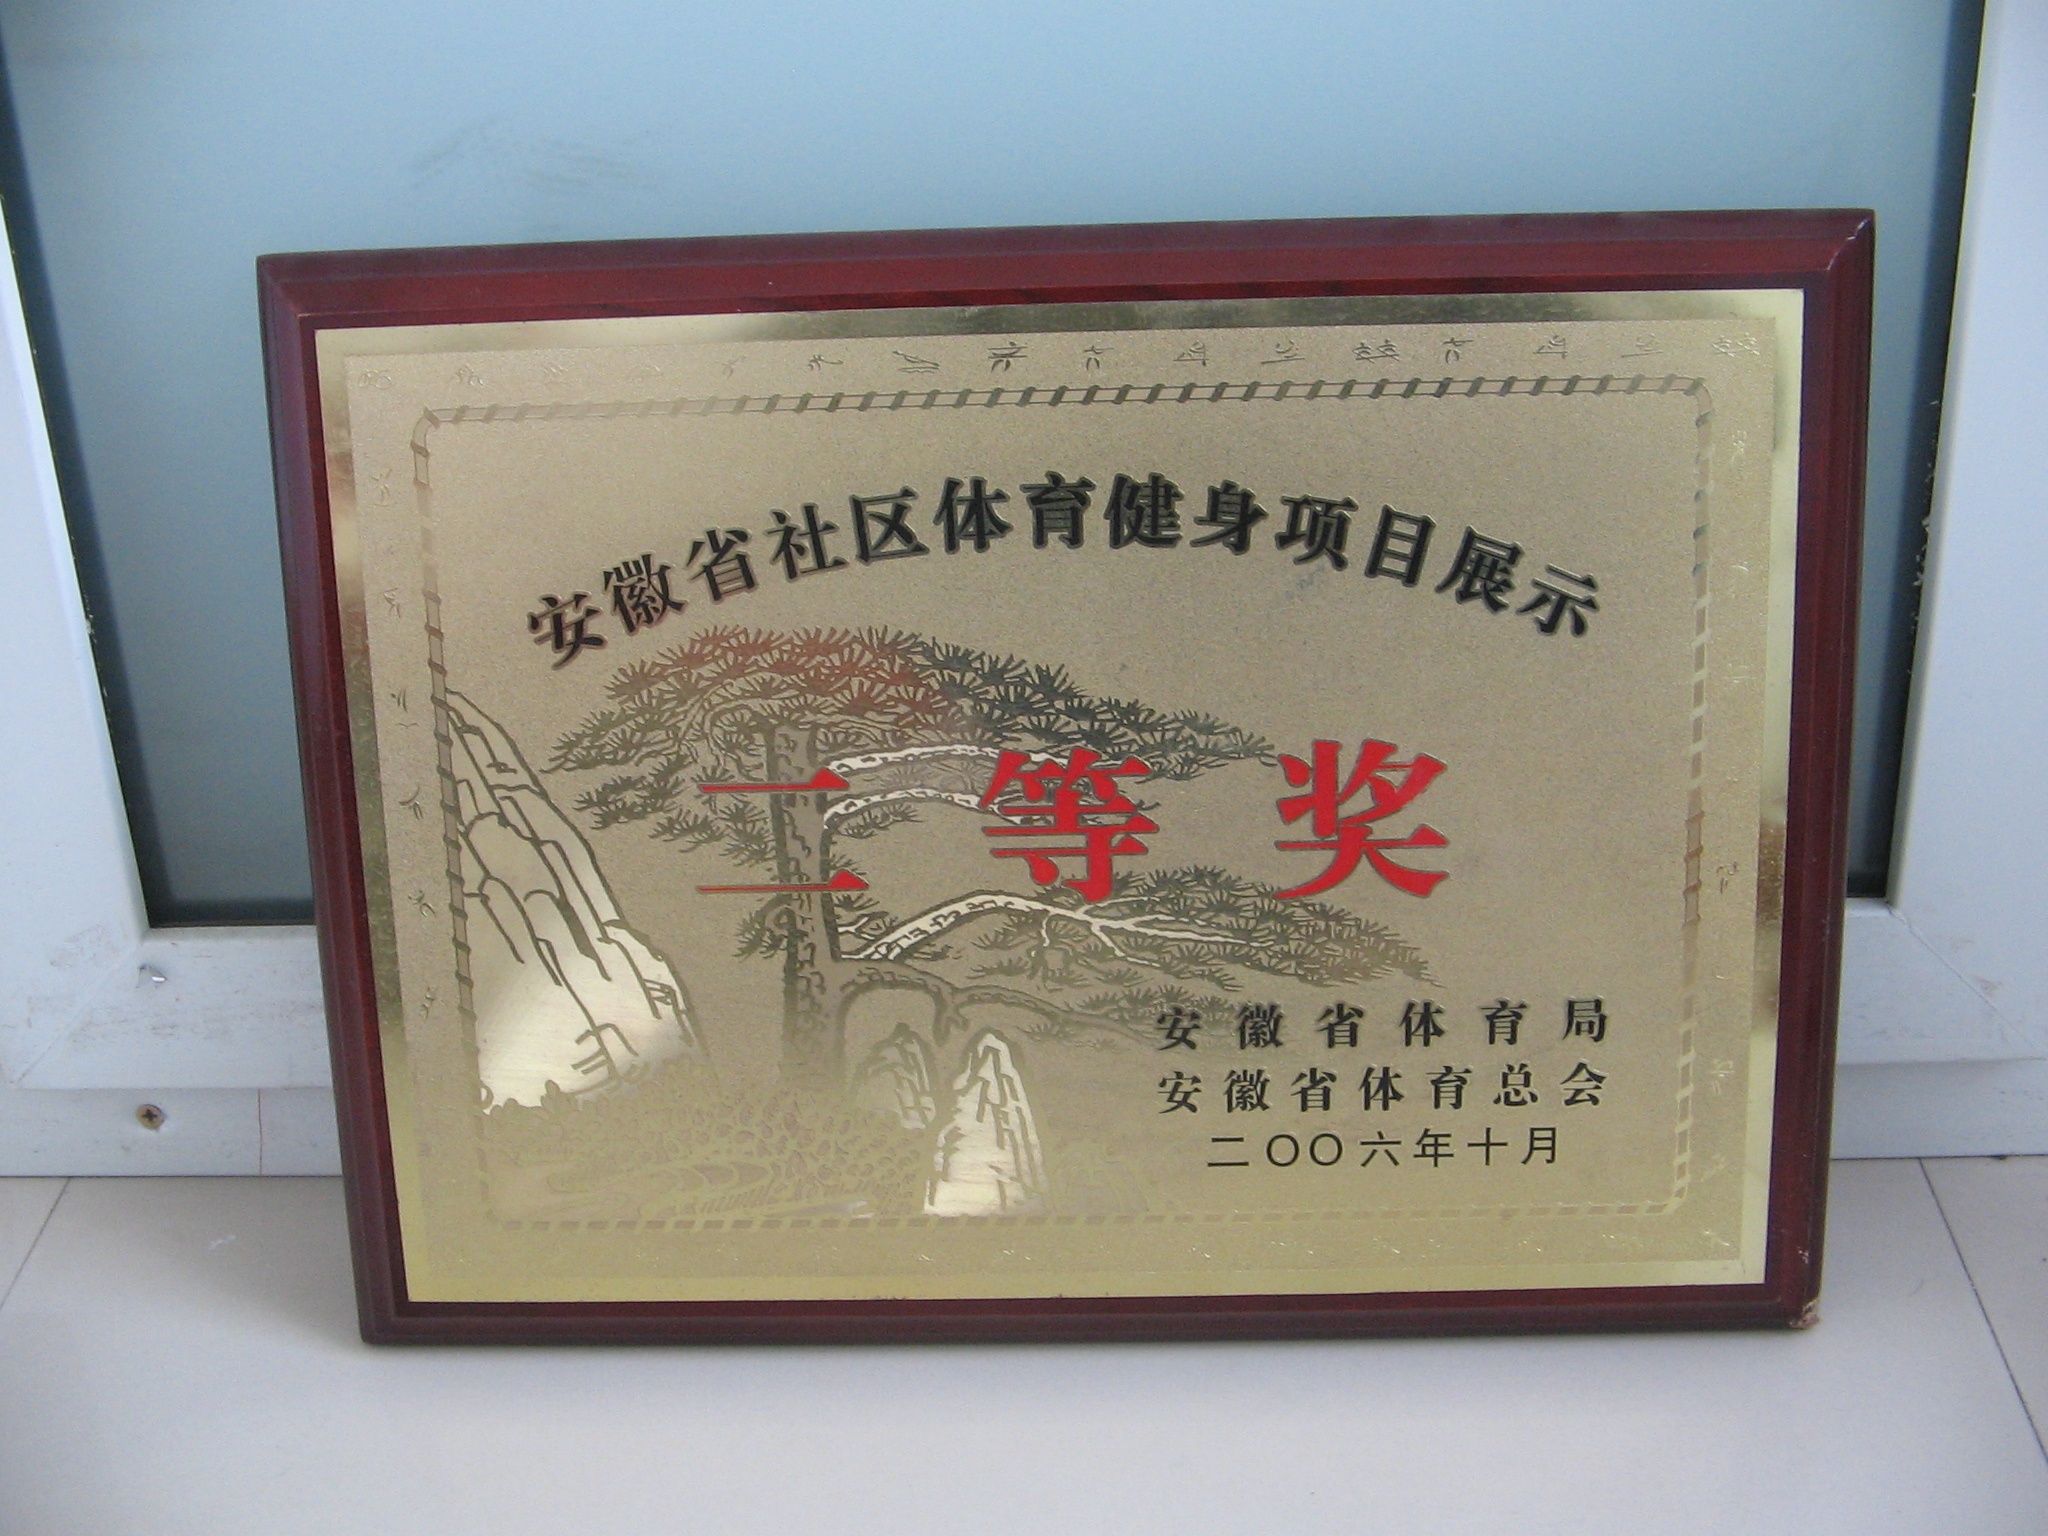 安徽省社区体育健身项目展示
二等奖
安徽省体育局
安徽省体育总会
二〇〇六年十月